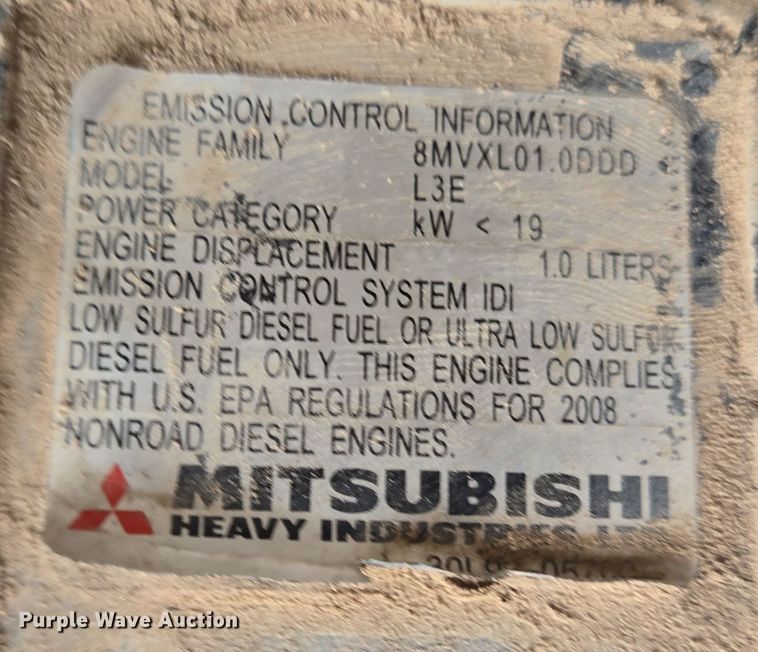 EMISSION CONTROL INFORMATION
ENGINE FAMILY 8MVXL01.0DDD
MODEL L3E
POWER CATEGORY kW < 19
ENGINE DISPLACEMENT 1.0 LITERS
EMISSION CONTROL SYSTEM IDI
LOW SULFUR DIESEL FUEL OR ULTRA LOW SULFUR
DIESEL FUEL ONLY. THIS ENGINE COMPLIES
WITH U.S. EPA REGULATIONS FOR 2008
NONROAD DIESEL ENGINES.
MITSUBISHI
HEAVY INDUSTRIES
Purple Wave Auction